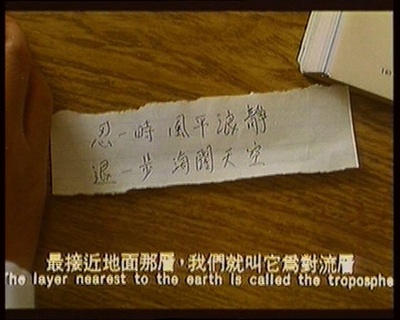 忍一時 風平浪靜
退一步 海闊天空
最接近地面那層，我們就叫它為對流層
The layer nearest to the earth is called the troposphe